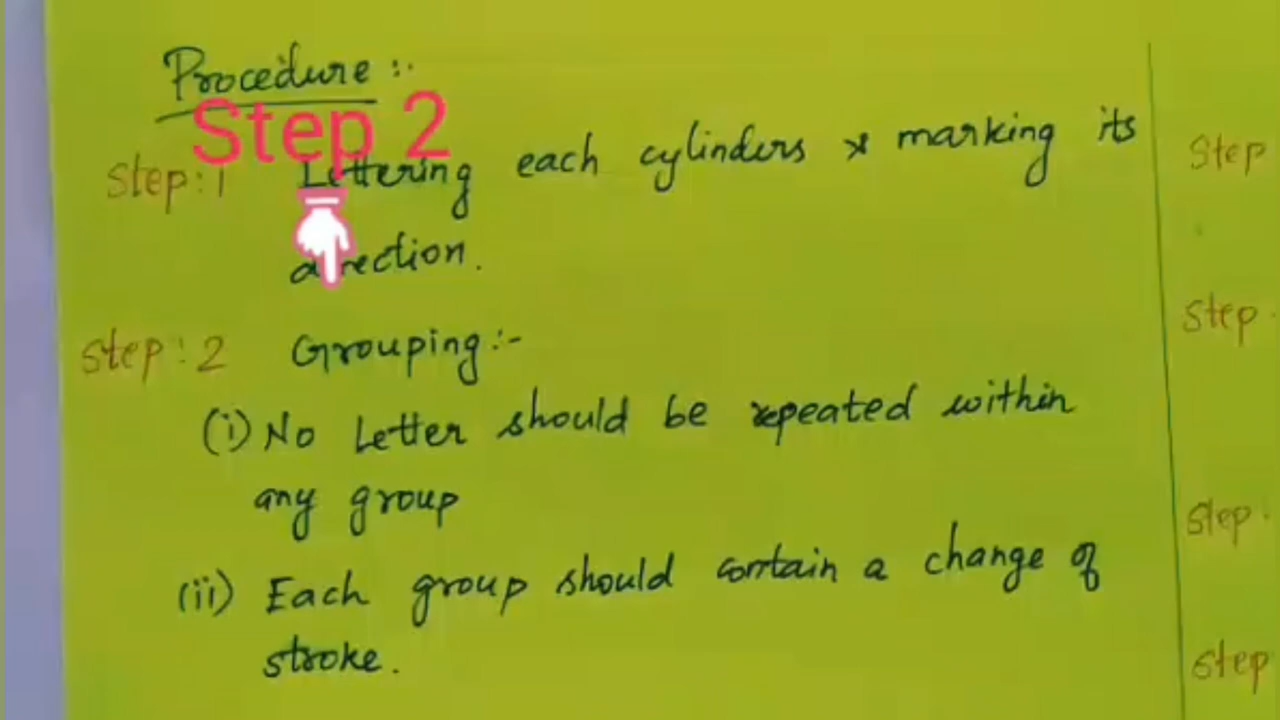 Procedure :-
Step 2
Step:1 Lettering each cylinders & marking its
direction.
Step:2 Grouping:-
(i) No Letter should be repeated within
any group
(ii) Each group should contain a change of
stroke.
Step
Step
Step:
Step